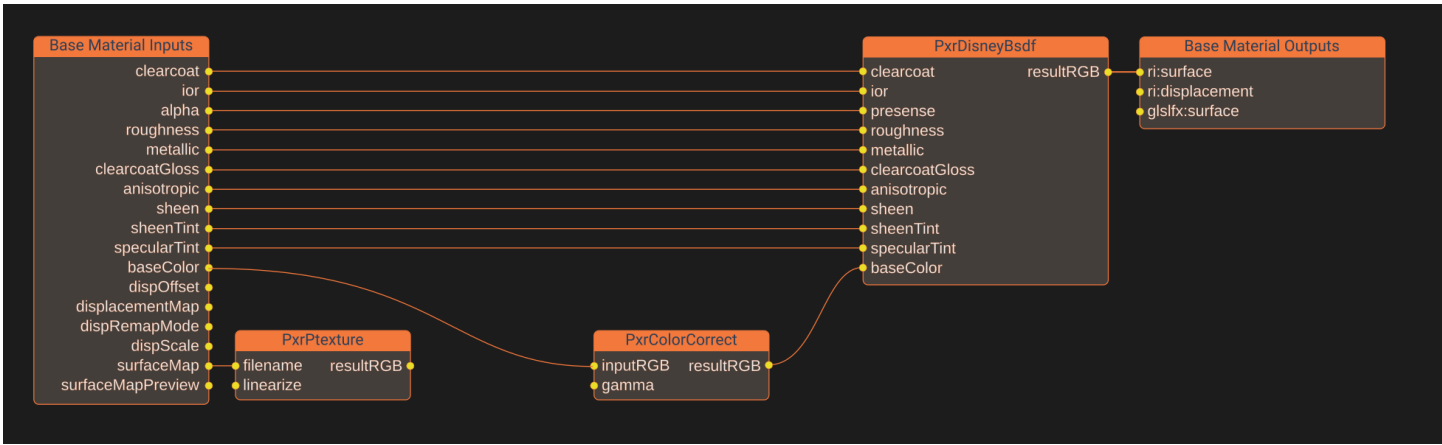 Base Material Inputs
clearcoat
ior
alpha
roughness
metallic
clearcoatGloss
anisotropic
sheen
sheenTint
specularTint
baseColor
dispOffset
displacementMap
dispRemapMode
dispScale
surfaceMap
surfaceMapPreview
PxrPtexture
filename resultRGB
linearize
PxrColorCorrect
inputRGB resultRGB
gamma
PxrDisneyBsdf
clearcoat resultRGB
ior
presense
roughness
metallic
clearcoatGloss
anisotropic
sheen
sheenTint
specularTint
baseColor
Base Material Outputs
ri:surface
ri:displacement
glslfx:surface